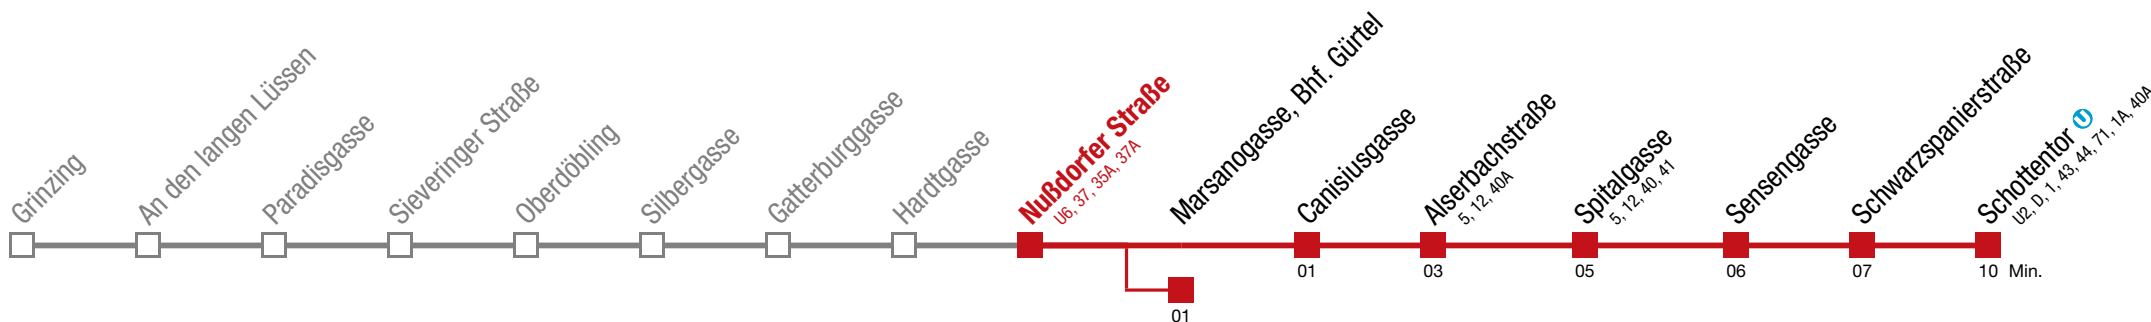 Grinzing
An den langen Lüssen
Paradisgasse
Sieveringer Straße
Oberdöbling
Silbergasse
Gatterburggasse
Hardtgasse
Nußdorfer Straße
U6, 37, 35A, 37A
Marsanogasse, Bhf. Gürtel
Canisiusgasse
Alserbachstraße
5, 12, 40A
Spitalgasse
5, 12, 40, 41
Sensengasse
Schwarzspanierstraße
Schottentor U
U2, D, 1, 43, 44, 71, 1A, 40A
01 03 05 06 07 10 Min.
01